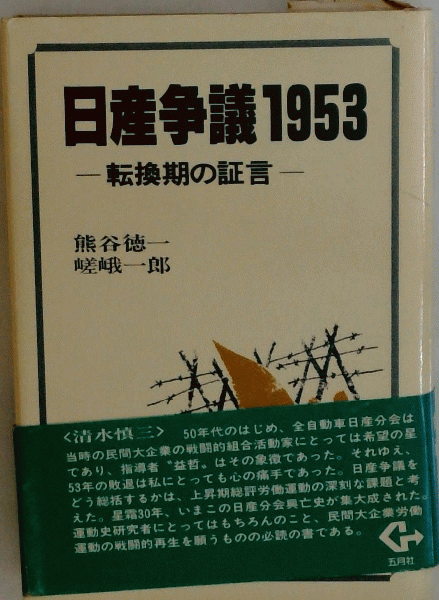 日産争議1953
—転換期の証言—
熊谷徳一
嵯峨一郎
〈清水慎三〉 50年代のはじめ、全自動車日産分会は
当時の民間大企業の戦闘的組合活動家にとっては希望の星
であり、指導者“益哲”はその象徴であった。それゆえ、
53年の敗退は私にとっても心の痛手であった。日産争議を
どう総括するかは、上昇期総評労働運動の深刻な課題と考
えた。星霜30年、いまこの日産分会興亡史が集大成された。
運動史研究者にとってはもちろんのこと、民間大企業労働
運動の戦闘的再生を願うものの必読の書である。
五月社